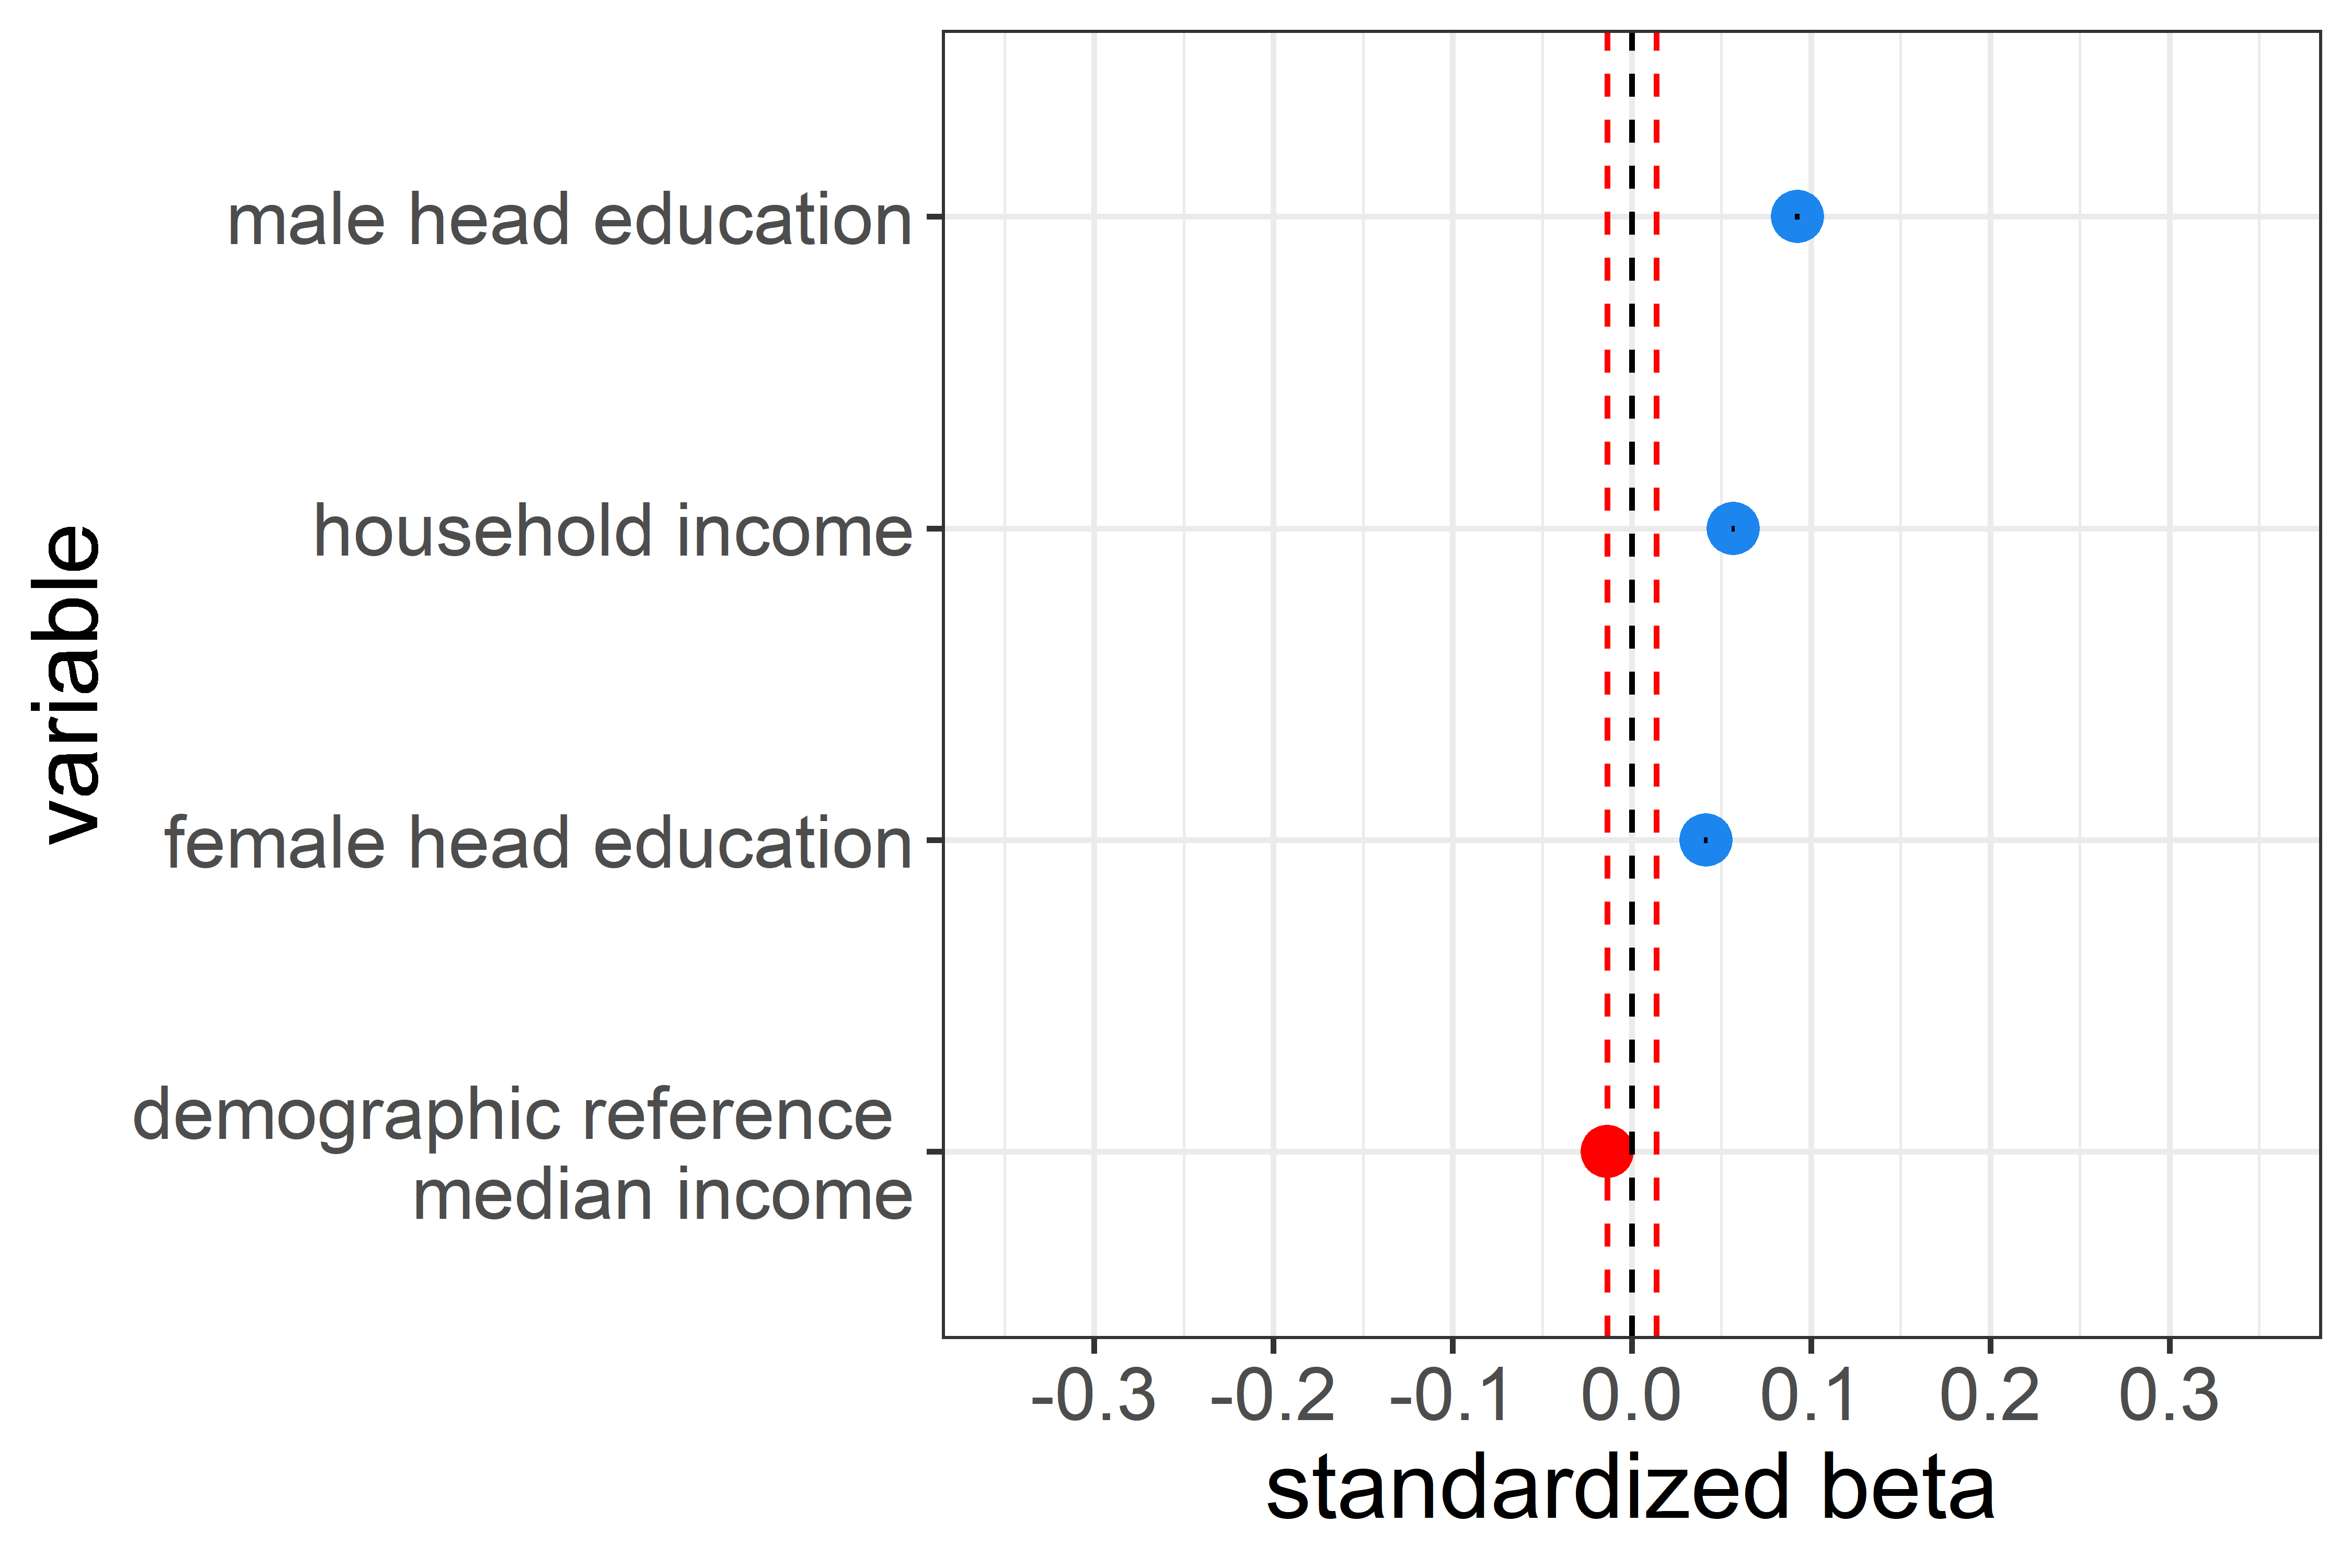 variable
male head education
household income
female head education
demographic reference
median income
-0.3 -0.2 -0.1 0.0 0.1 0.2 0.3
standardized beta